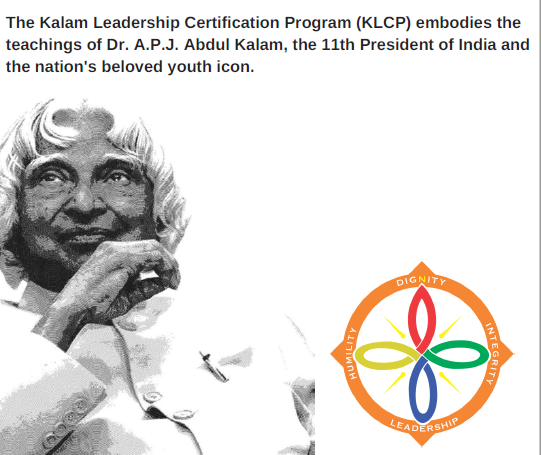 The Kalam Leadership Certification Program (KLCP) embodies the
teachings of Dr. A.P.J. Abdul Kalam, the 11th President of India and
the nation's beloved youth icon.
DIGNITY
HUMILITY
INTEGRITY
LEADERSHIP